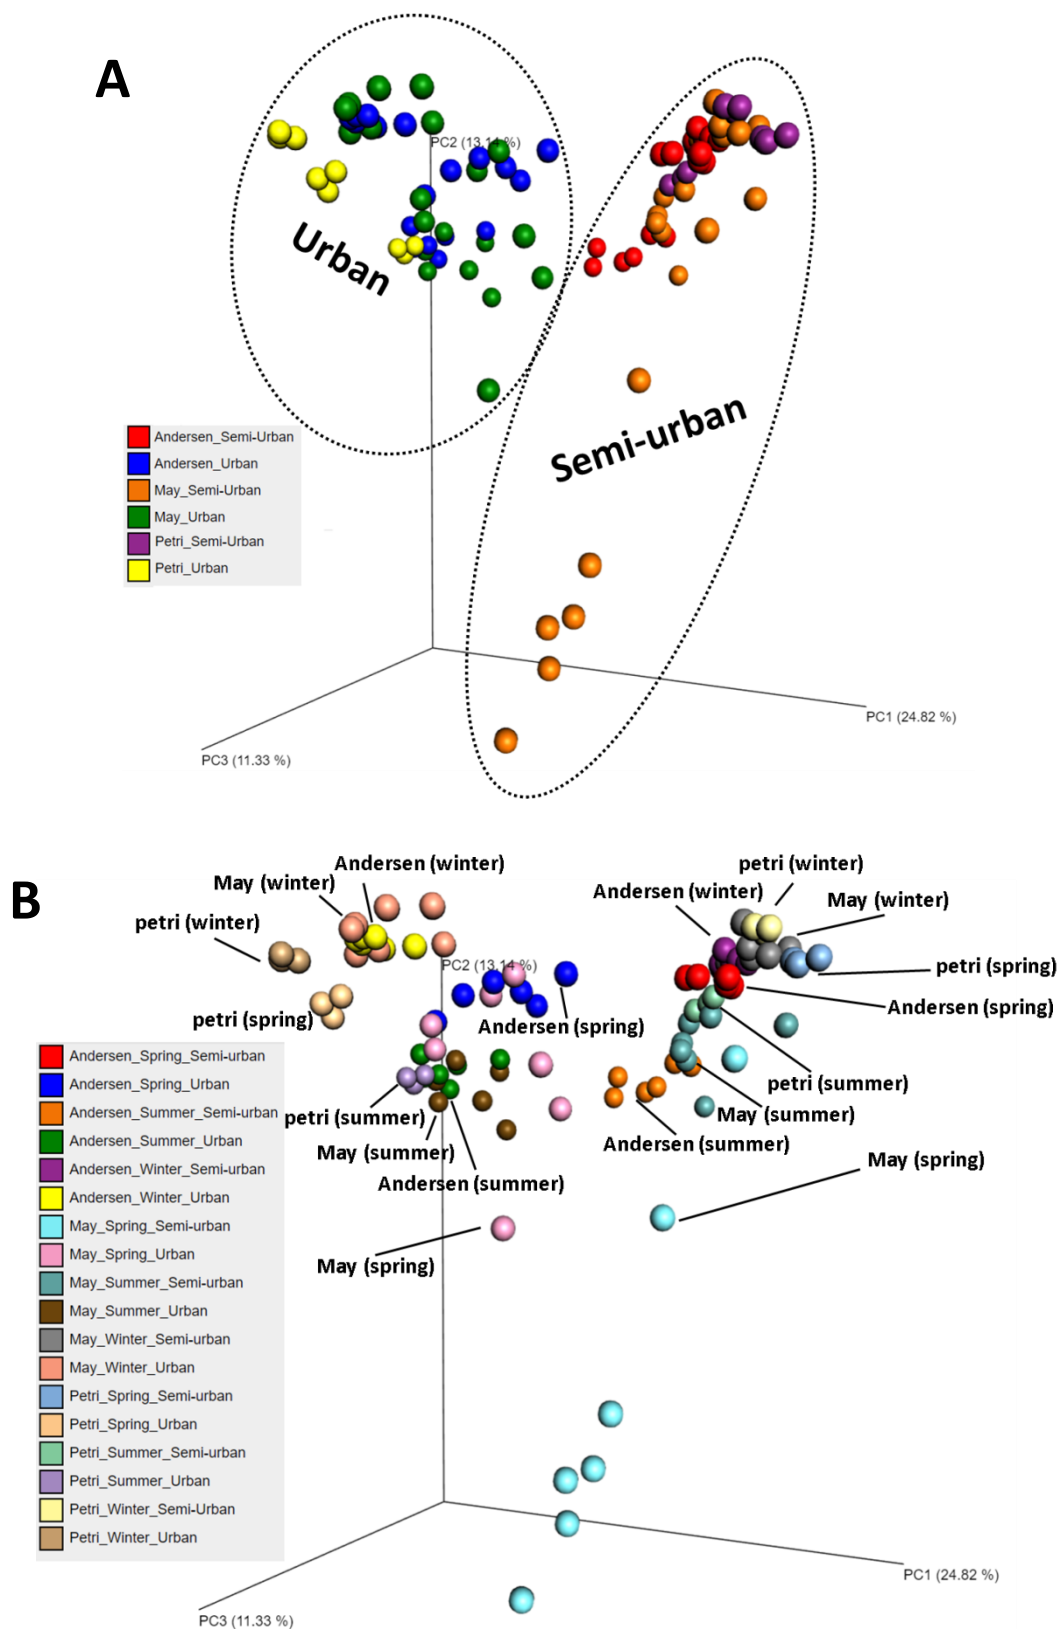 A
PC2 (13.14 %)
Urban
Semi-urban
Andersen_Semi-Urban
Andersen_Urban
May_Semi-Urban
May_Urban
Petri_Semi-Urban
Petri_Urban
PC1 (24.82 %)
PC3 (11.33 %)
B
Andersen (winter)
May (winter)
petri (winter)
petri (spring)
PC2 (13.14 %)
Andersen (spring)
petri (winter)
Andersen (winter)
May (winter)
petri (spring)
Andersen (spring)
petri (summer)
May (summer)
Andersen (summer)
May (spring)
petri (summer)
May (summer)
Andersen (summer)
May (spring)
Andersen_Spring_Semi-urban
Andersen_Spring_Urban
Andersen_Summer_Semi-urban
Andersen_Summer_Urban
Andersen_Winter_Semi-urban
Andersen_Winter_Urban
May_Spring_Semi-urban
May_Spring_Urban
May_Summer_Semi-urban
May_Summer_Urban
May_Winter_Semi-urban
May_Winter_Urban
Petri_Spring_Semi-urban
Petri_Spring_Urban
Petri_Summer_Semi-urban
Petri_Summer_Urban
Petri_Winter_Semi-Urban
Petri_Winter_Urban
PC1 (24.82 %)
PC3 (11.33 %)